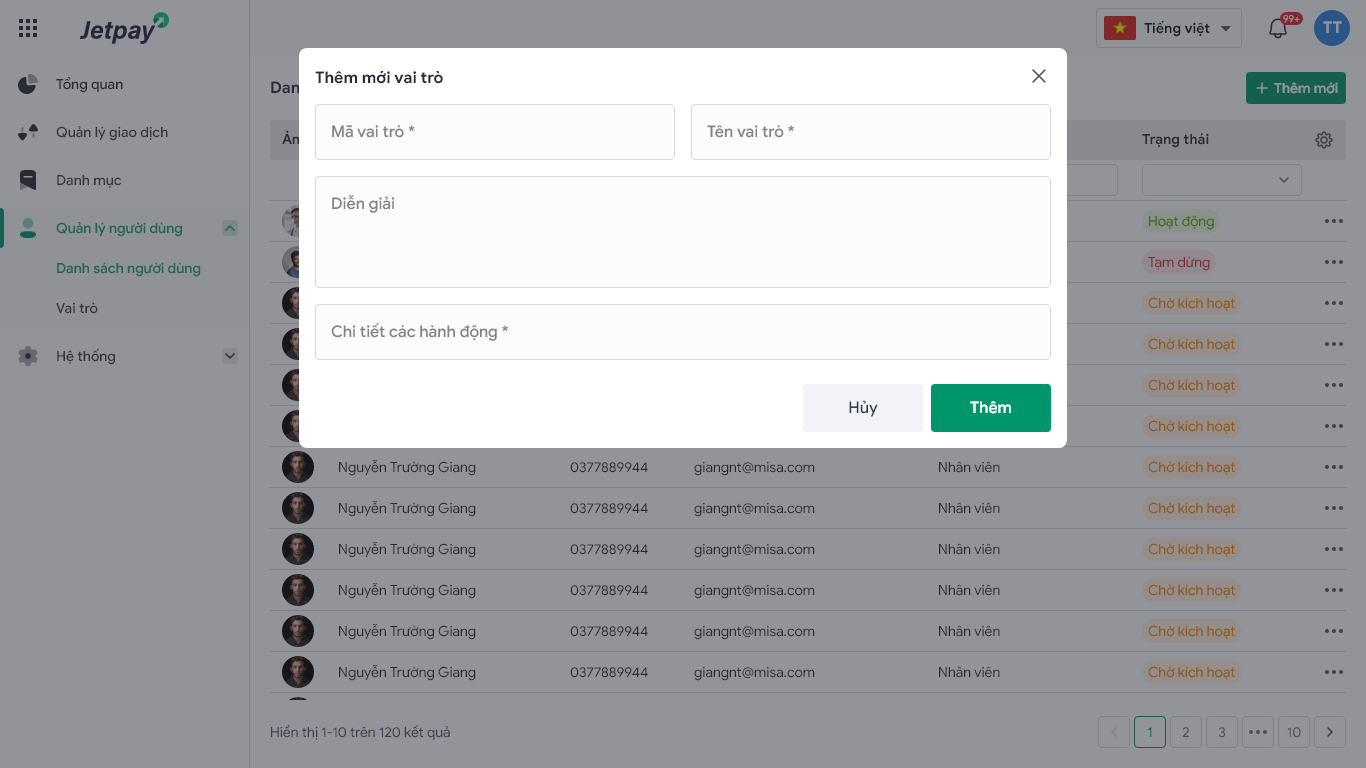 Jetpay
Tiếng việt
99+
TT
Tổng quan
Quản lý giao dịch
Danh mục
Quản lý người dùng
Danh sách người dùng
Vai trò
Hệ thống
Thêm mới
Trạng thái
Thêm mới vai trò
Mã vai trò *
Tên vai trò *
Diễn giải
Chi tiết các hành động *
Hủy
Thêm
Hoạt động
Tạm dừng
Chờ kích hoạt
Chờ kích hoạt
Chờ kích hoạt
Chờ kích hoạt
Nguyễn Trường Giang 0377889944 giangnt@misa.com Nhân viên Chờ kích hoạt
Nguyễn Trường Giang 0377889944 giangnt@misa.com Nhân viên Chờ kích hoạt
Nguyễn Trường Giang 0377889944 giangnt@misa.com Nhân viên Chờ kích hoạt
Nguyễn Trường Giang 0377889944 giangnt@misa.com Nhân viên Chờ kích hoạt
Nguyễn Trường Giang 0377889944 giangnt@misa.com Nhân viên Chờ kích hoạt
Nguyễn Trường Giang 0377889944 giangnt@misa.com Nhân viên Chờ kích hoạt
Hiển thị 1-10 trên 120 kết quả
1 2 3 ••• 10